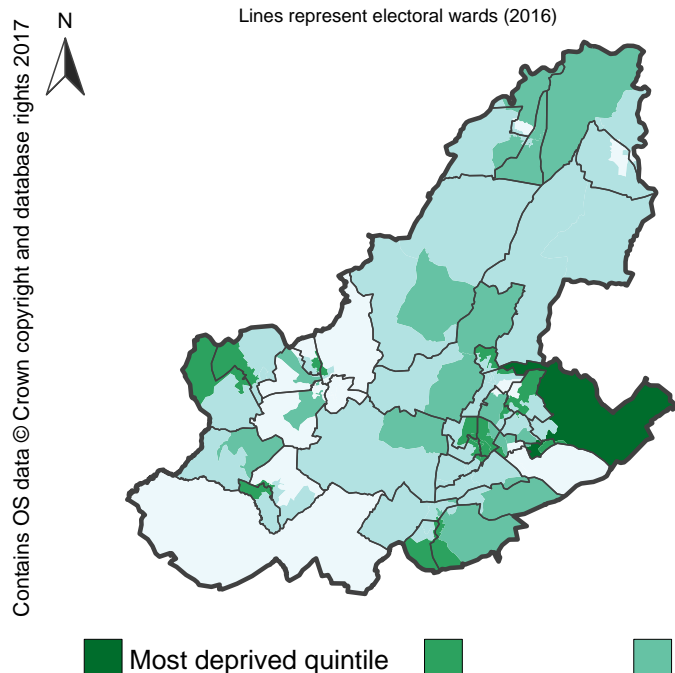 Lines represent electoral wards (2016)
N
Contains OS data © Crown copyright and database rights 2017
Most deprived quintile